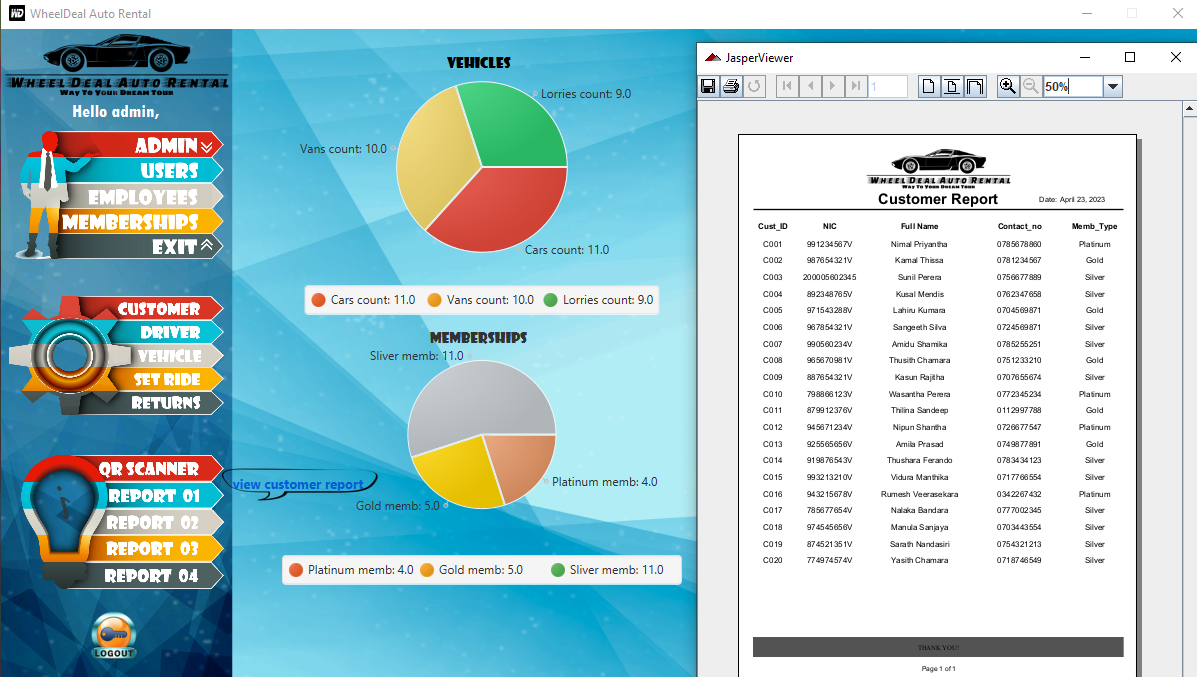 WD WheelDeal Auto Rental
WHEEL DEAL AUTO RENTAL
WAY TO YOUR DREAM TOUR
Hello admin,
ADMIN
USERS
EMPLOYEES
MEMBERSHIPS
EXIT
CUSTOMER
DRIVER
VEHICLE
SET RIDE
RETURNS
QR SCANNER
REPORT 01
REPORT 02
REPORT 03
REPORT 04
LOGOUT
view customer report
VEHICLES
Lorries count: 9.0
Vans count: 10.0
Cars count: 11.0
Cars count: 11.0 Vans count: 10.0 Lorries count: 9.0
MEMBERSHIPS
Sliver memb: 11.0
Platinum memb: 4.0
Gold memb: 5.0
Platinum memb: 4.0 Gold memb: 5.0 Sliver memb: 11.0
JasperViewer
1 50%
WHEEL DEAL AUTO RENTAL
WAY TO YOUR DREAM TOUR
Customer Report Date: April 23, 2023
Cust_ID NIC Full Name Contact_no Memb_Type
C001 991234567V Nimal Priyantha 0785678860 Platinum
C002 987654321V Kamal Thissa 0781234567 Gold
C003 200005602345 Sunil Perera 0756677889 Silver
C004 892348765V Kusal Mendis 0762347658 Silver
C005 971543288V Lahiru Kumara 0704569871 Gold
C006 967854321V Sangeeth Silva 0724569871 Silver
C007 990560234V Amidu Shamika 0785255251 Silver
C008 965670981V Thusith Chamara 0751233210 Gold
C009 887654321V Kasun Rajitha 0707655674 Silver
C010 798866123V Wasantha Perera 0772345234 Platinum
C011 879912376V Thilina Sandeep 0112997788 Gold
C012 945671234V Nipun Shantha 0726677547 Platinum
C013 925565656V Amila Prasad 0749877891 Gold
C014 919876543V Thushara Ferando 0783434123 Silver
C015 993213210V Vidura Manthika 0717766554 Silver
C016 943215678V Rumesh Veerasekara 0342267432 Platinum
C017 785677654V Nalaka Bandara 0777002345 Silver
C018 974545656V Manula Sanjaya 0703443554 Silver
C019 874521351V Sarath Nandasiri 0754321213 Silver
C020 774974574V Yasith Chamara 0718746549 Silver
THANK YOU!
Page 1 of 1